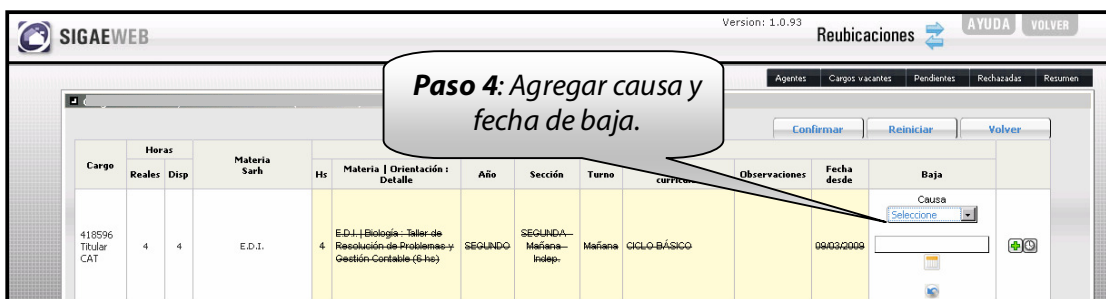 Version: 1.0.93
SIGAEWEB
Reubicaciones
AYUDA
VOLVER
Agentes
Cargos vacantes
Pendientes
Rechazadas
Resumen
Paso 4: Agregar causa y
fecha de baja.
Confirmar
Reiniciar
Volver
Cargo
Horas
Reales
Disp
Materia
Sarh
Hs
Materia | Orientación :
Detalle
Año
Sección
Turno
Observaciones
Fecha
desde
Baja
418596
Titular
CAT
4
4
E.D.I.
4
E.D.I. | Biología : Taller de
Resolución de Problemas y
Gestión Contable (6 hs)
SEGUNDO
SEGUNDA -
Mañana -
Indep.
Mañana
CICLO BÁSICO
09/03/2009
Causa
Seleccione